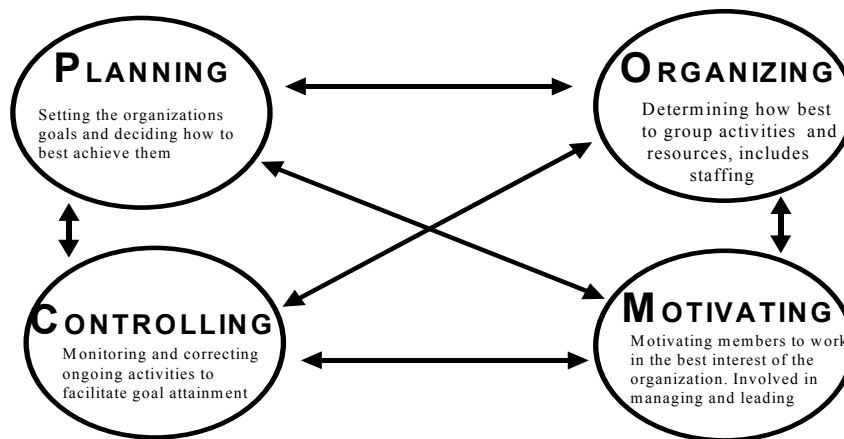 PLANNING
Setting the organizations
goals and deciding how to
best achieve them
ORGANIZING
Determining how best
to group activities and
resources, includes
staffing
CONTROLLING
Monitoring and correcting
ongoing activities to
facilitate goal attainment
MOTIVATING
Motivating members to work
in the best interest of the
organization. Involved in
managing and leading